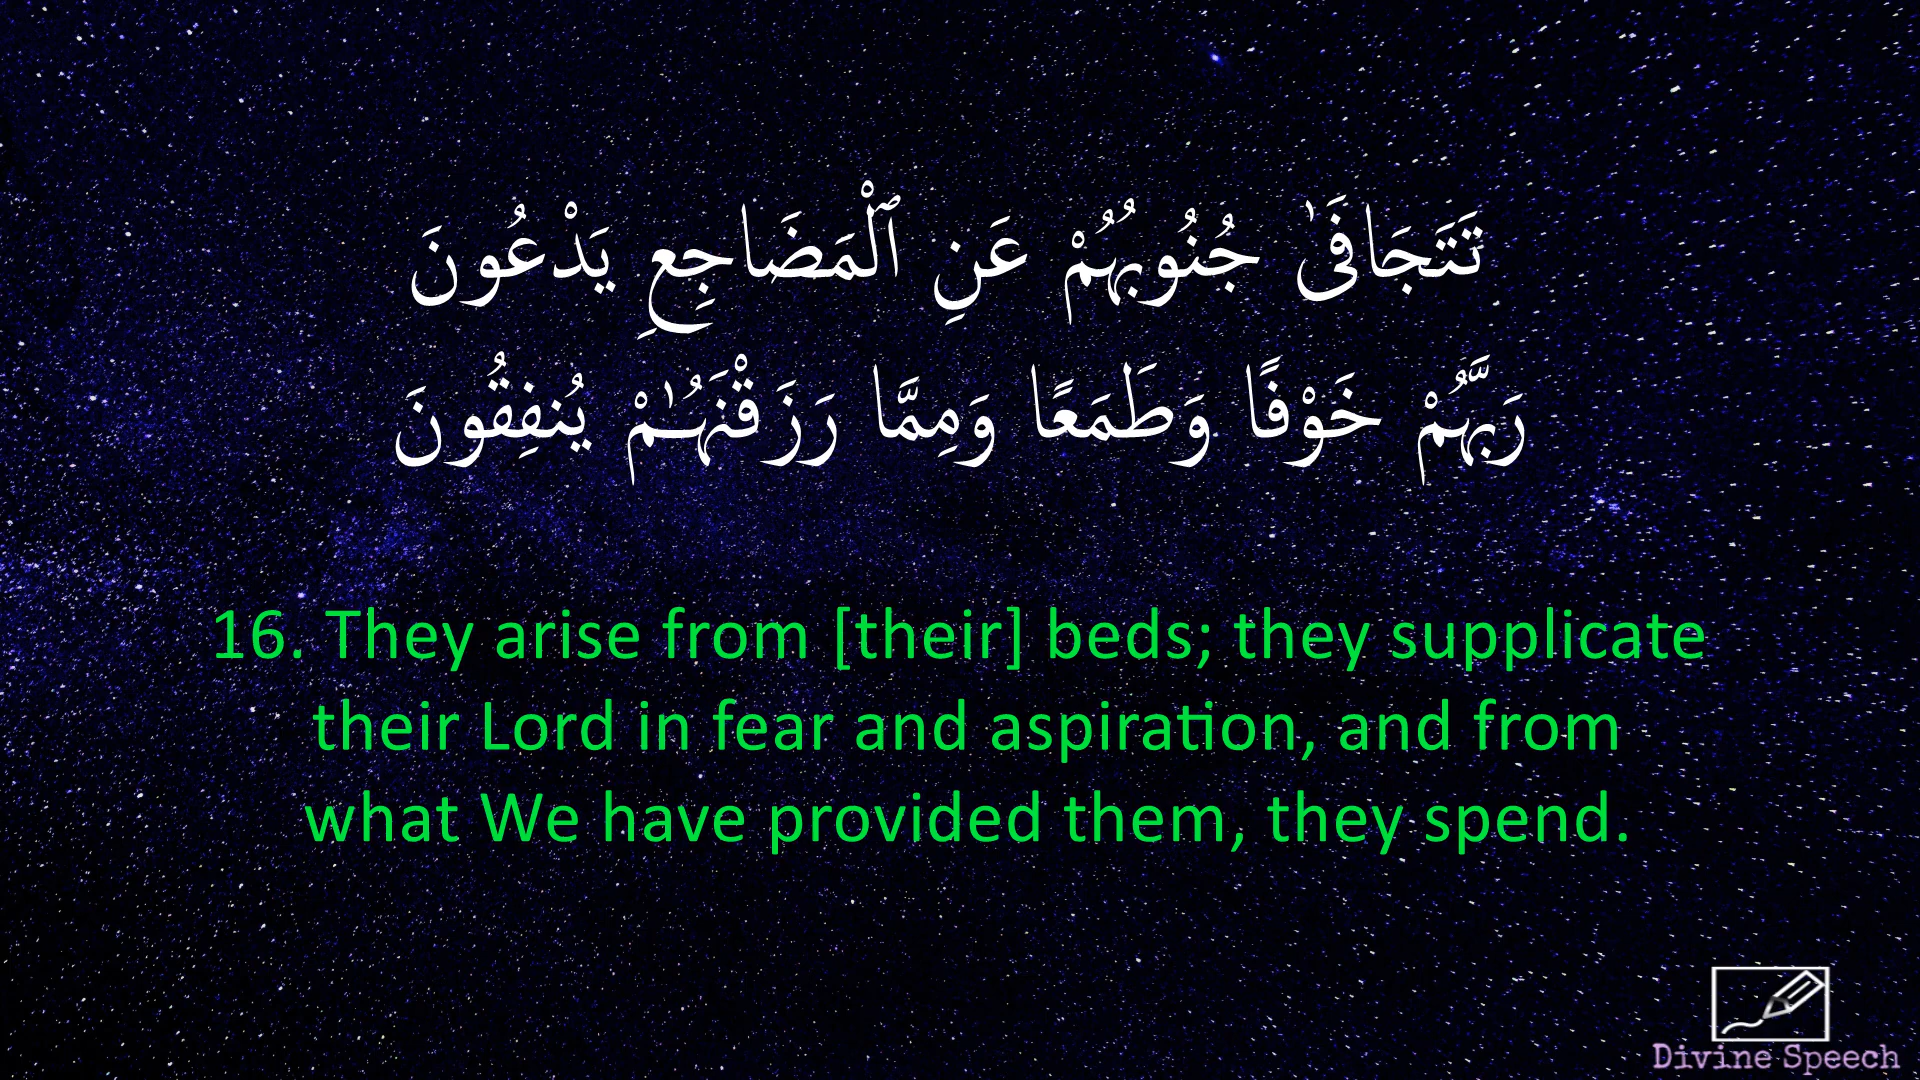 تَتَجَافَىٰ جُنُوبُهُمْ عَنِ ٱلْمَضَاجِعِ يَدْعُونَ
رَبَّهُمْ خَوْفًا وَطَمَعًا وَمِمَّا رَزَقْنَـٰهُمْ يُنفِقُونَ
16. They arise from [their] beds; they supplicate
their Lord in fear and aspiration, and from
what We have provided them, they spend.
Divine Speech